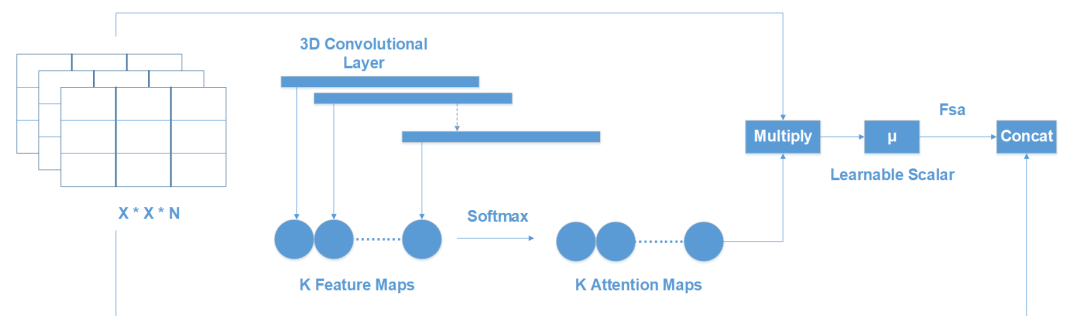 3D Convolutional
Layer
X * X * N
Softmax
K Feature Maps
K Attention Maps
Multiply
μ
Learnable Scalar
Fsa
Concat